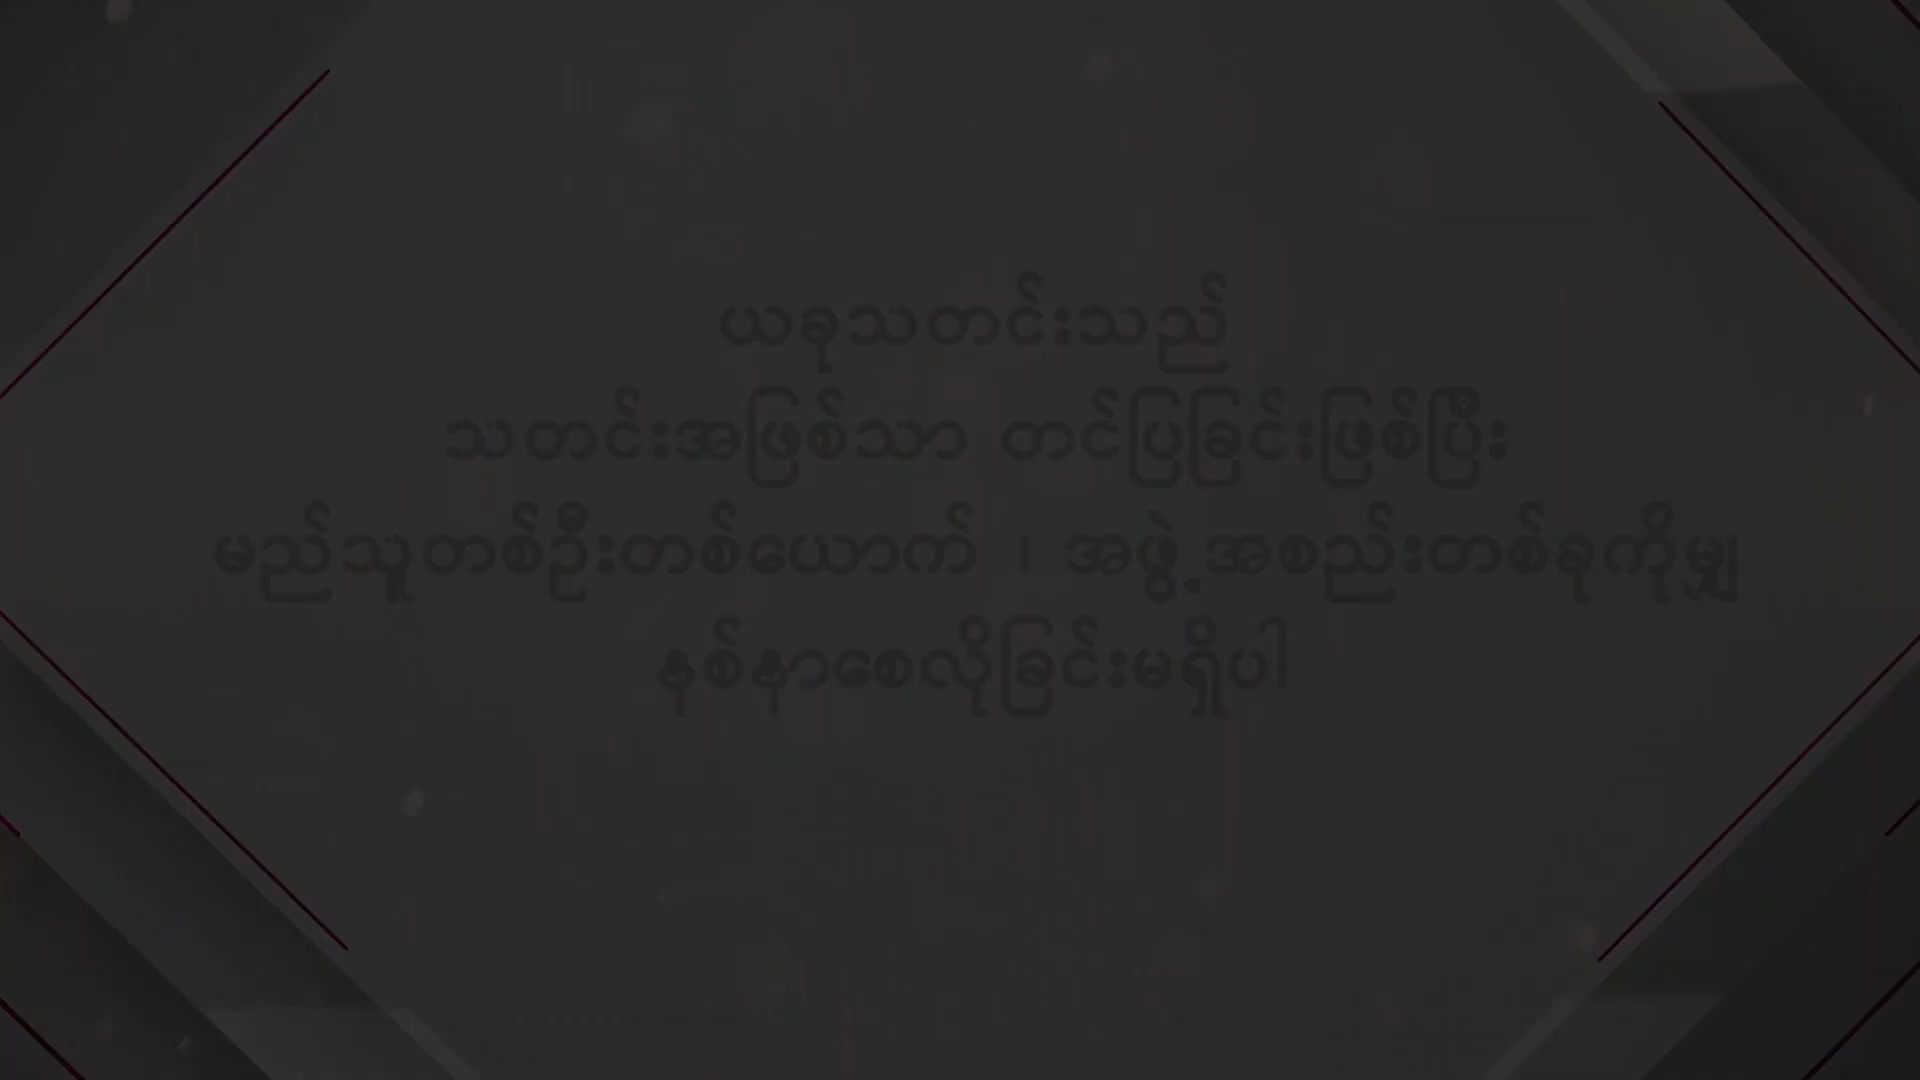 ယခုသတင်းသည်
သတင်းအဖြစ်သာ တင်ပြခြင်းဖြစ်ပြီး
မည်သူတစ်ဦးတစ်ယောက် ၊ အဖွဲ့အစည်းတစ်ခုကိုမျှ
နစ်နာစေလိုခြင်းမရှိပါ